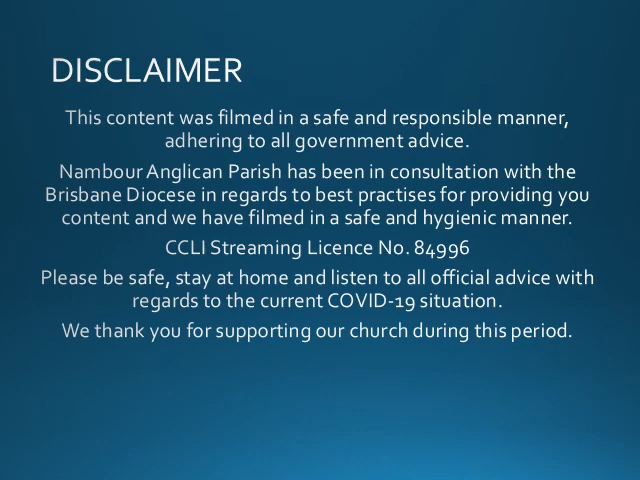 DISCLAIMER
This content was filmed in a safe and responsible manner,
adhering to all government advice.
Nambour Anglican Parish has been in consultation with the
Brisbane Diocese in regards to best practises for providing you
content and we have filmed in a safe and hygienic manner.
CCLI Streaming Licence No. 84996
Please be safe, stay at home and listen to all official advice with
regards to the current COVID-19 situation.
We thank you for supporting our church during this period.